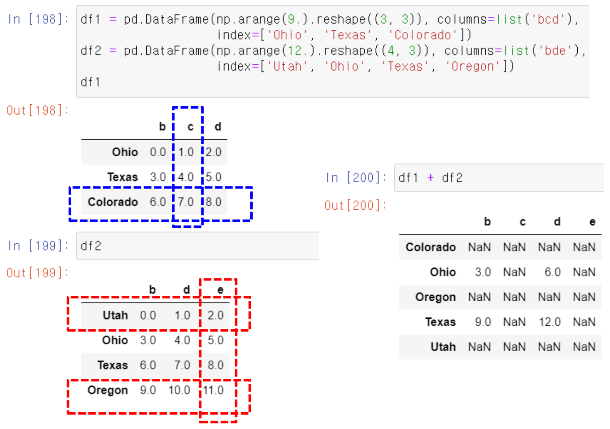 In [198]: df1 = pd.DataFrame(np.arange(9.).reshape((3, 3)), columns=list('bcd'),
index=['Ohio', 'Texas', 'Colorado'])
df2 = pd.DataFrame(np.arange(12.).reshape((4, 3)), columns=list('bde'),
index=['Utah', 'Ohio', 'Texas', 'Oregon'])
df1
Out[198]:
b c d
Ohio 0.0 1.0 2.0
Texas 3.0 4.0 5.0
Colorado 6.0 7.0 8.0
In [199]: df2
Out[199]:
b d e
Utah 0.0 1.0 2.0
Ohio 3.0 4.0 5.0
Texas 6.0 7.0 8.0
Oregon 9.0 10.0 11.0
In [200]: df1 + df2
Out[200]:
b c d e
Colorado NaN NaN NaN NaN
Ohio 3.0 NaN 6.0 NaN
Oregon NaN NaN NaN NaN
Texas 9.0 NaN 12.0 NaN
Utah NaN NaN NaN NaN